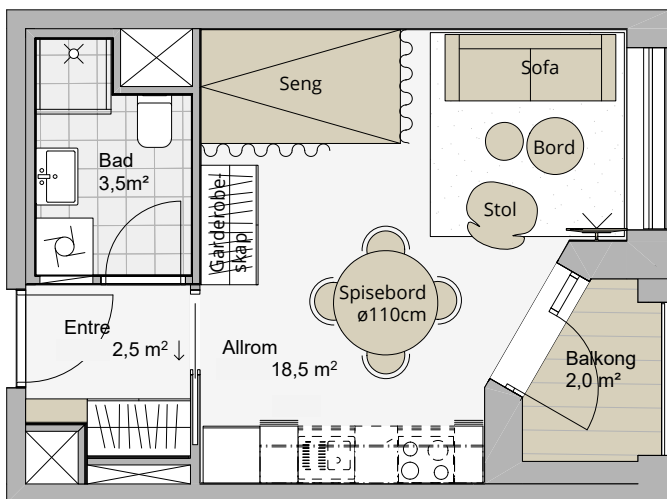 Seng
Sofa
Bord
Stol
Bad
3,5m²
Garderobe-
skap
Spisebord
ø110cm
Entre
2,5 m² ↓
Allrom
18,5 m²
Balkong
2,0 m²